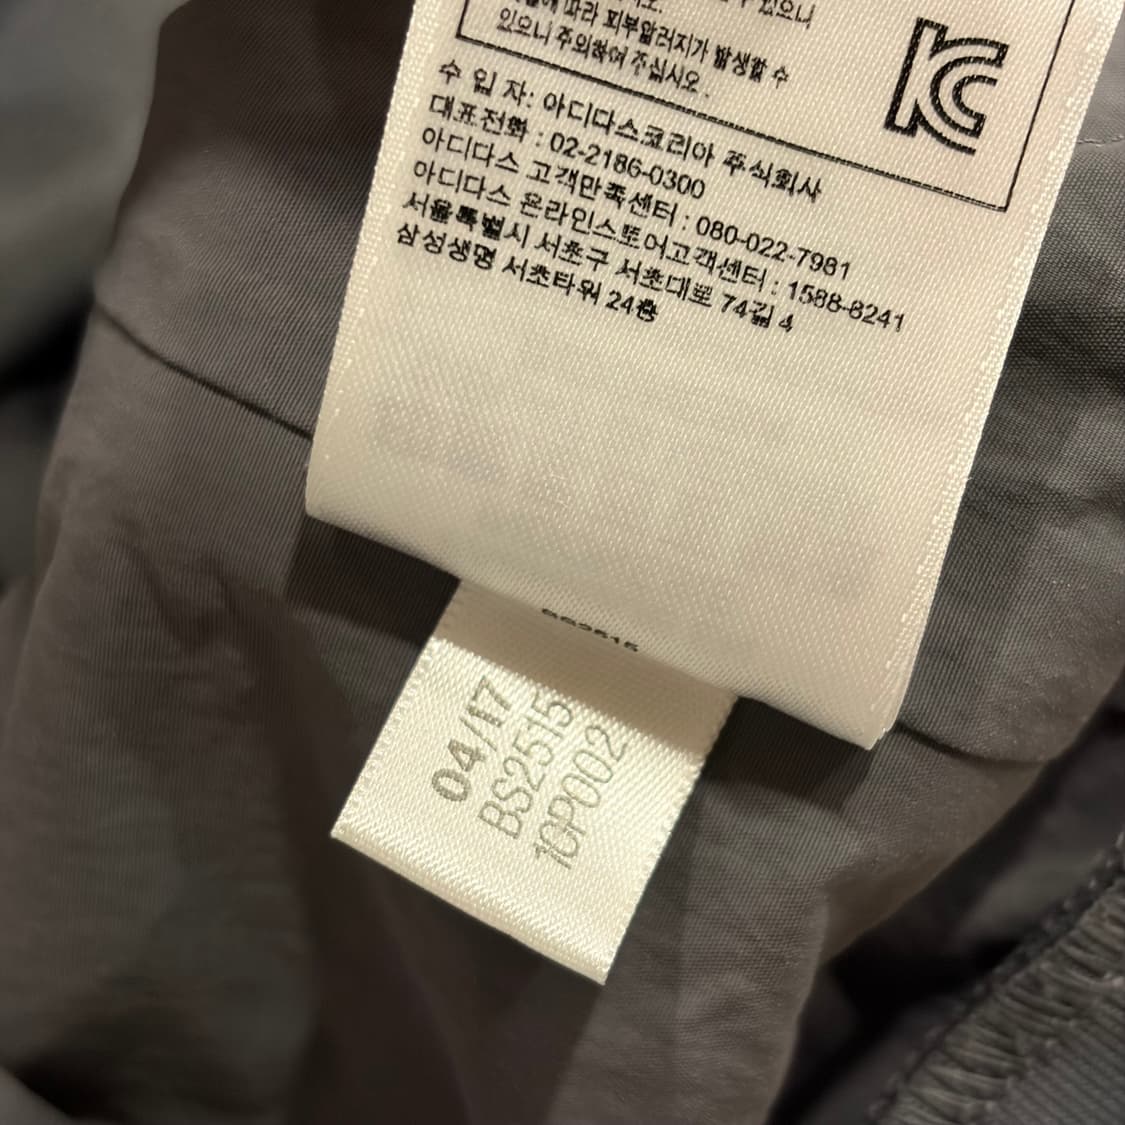 수 있으니
에 따라 피부알러지가 발생할 수
있으니 주의하여 주십시오.
수 입 자: 아디다스코리아 주식회사
대표전화 : 02-2186-0300
아디다스 고객만족센터 : 080-022-7981
아디다스 온라인스토어고객센터 : 1588-8241
서울특별시 서초구 서초대로 74길 4
삼성생명 서초타워 24층
BS2515
04/17
BS2515
1GP002